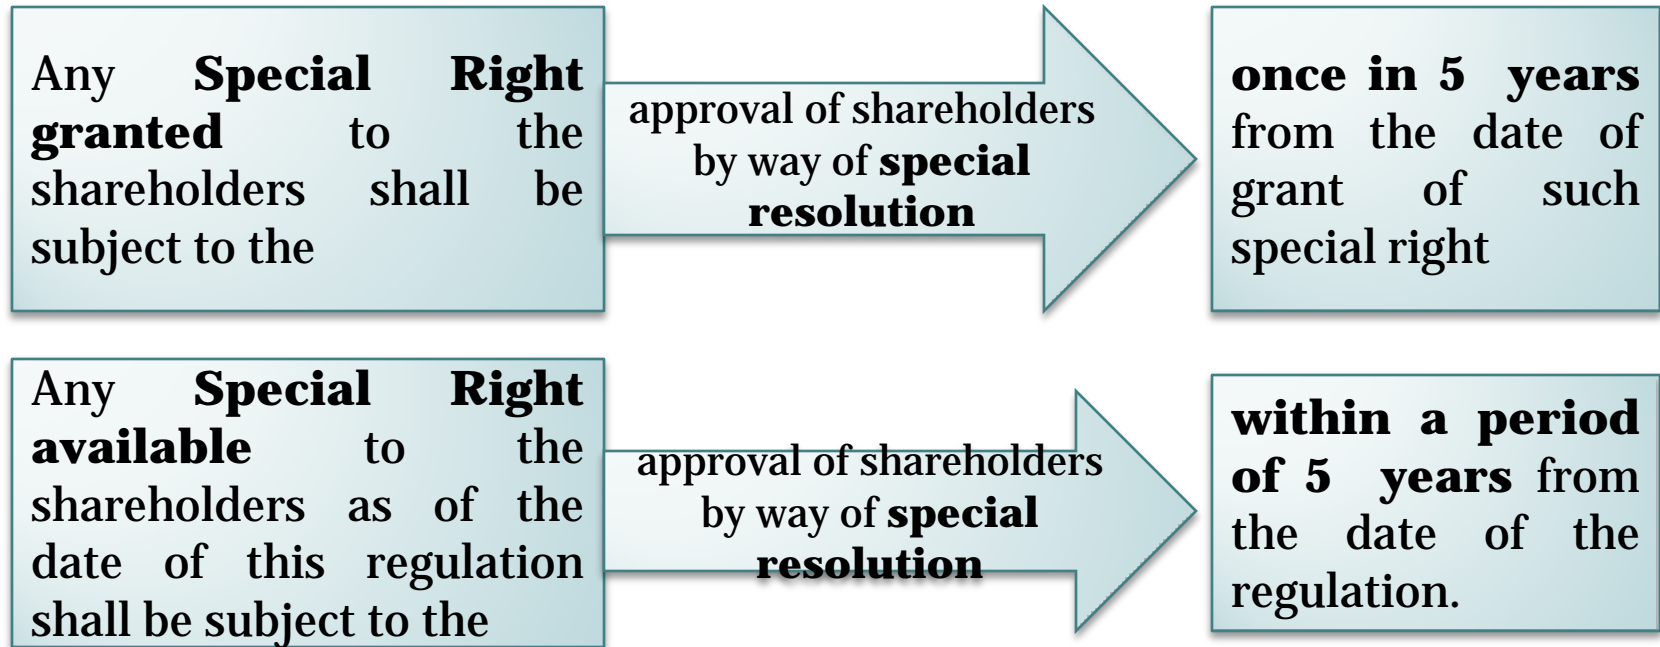 Any Special Right
granted to the
shareholders shall be
subject to the
approval of shareholders
by way of special
resolution
once in 5 years
from the date of
grant of such
special right
Any Special Right
available to the
shareholders as of the
date of this regulation
shall be subject to the
approval of shareholders
by way of special
resolution
within a period
of 5 years from
the date of the
regulation.